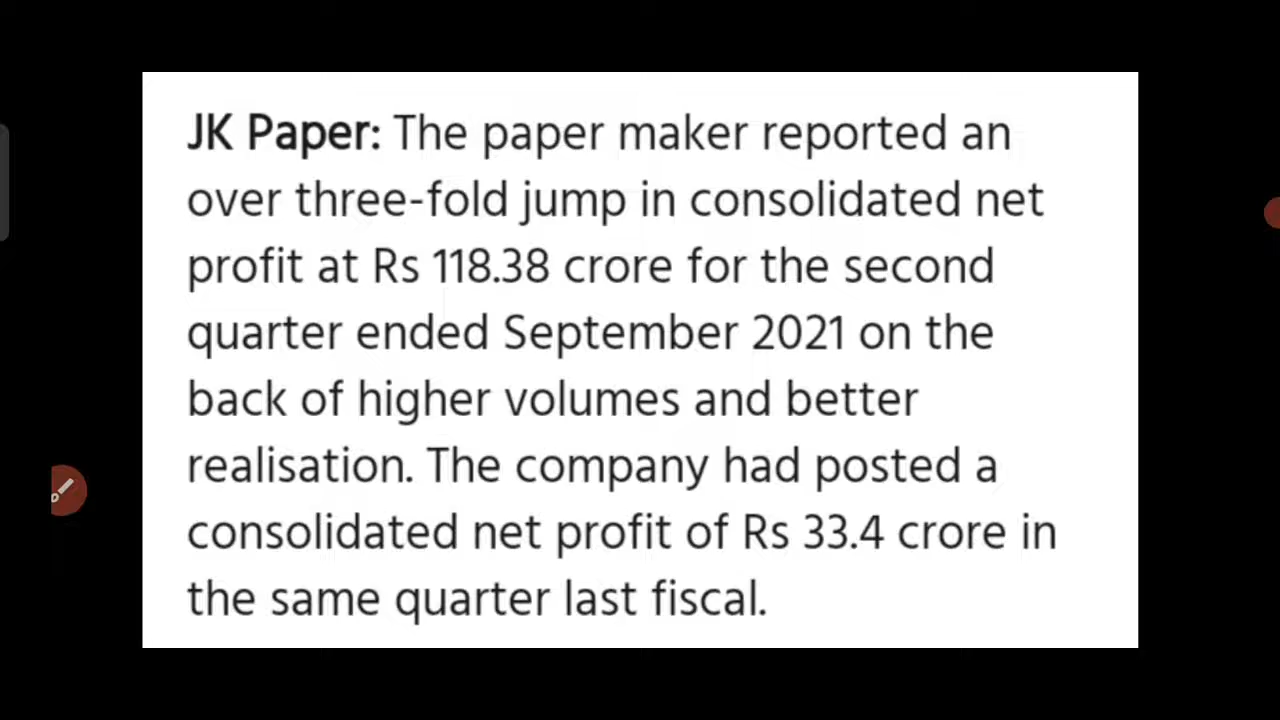 JK Paper: The paper maker reported an
over three-fold jump in consolidated net
profit at Rs 118.38 crore for the second
quarter ended September 2021 on the
back of higher volumes and better
realisation. The company had posted a
consolidated net profit of Rs 33.4 crore in
the same quarter last fiscal.